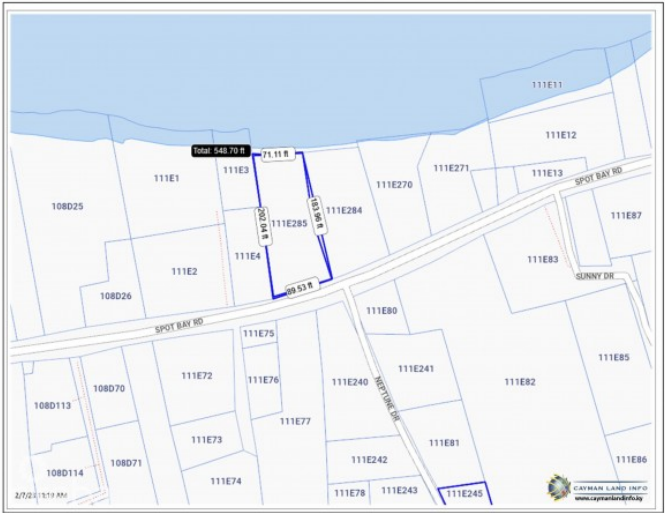 111E11
111E12
Total: 548.70 ft
71.11 ft
111E3
111E1
111E271
111E13
SPOT BAY RD
111E270
108D25
202.04 ft
183.96 ft
111E284
111E285
111E87
111E4
111E83
111E2
SUNNY DR
89.53 ft
108D26
111E80
SPOT BAY RD
111E75
111E85
111E241
111E72
111E76
111E240
NEPTUNE DR
111E82
108D70
108D113
111E77
111E73
111E81
111E242
108D71
111E86
108D114
111E74
111E78
111E243
111E245
CAYMAN LAND INFO
www.caymanlandinfo.ky